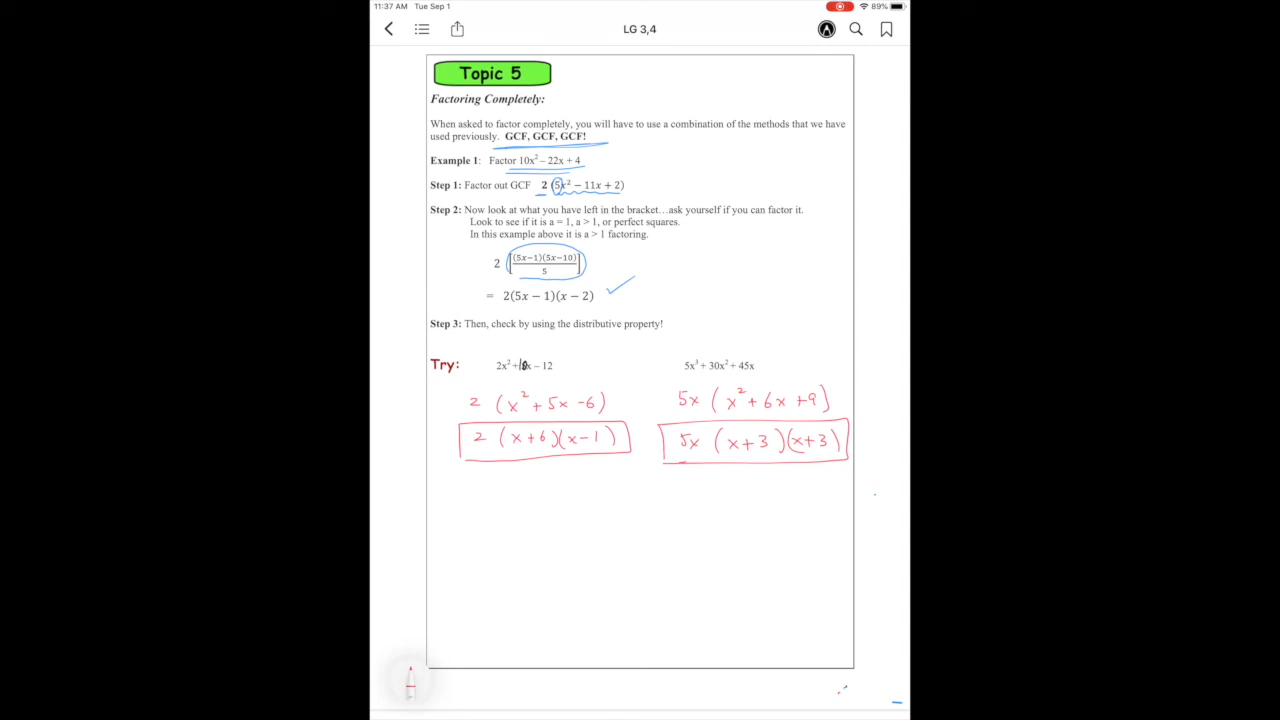 11:37 AM Tue Sep 1
89%
LG 3,4
Topic 5
Factoring Completely:
When asked to factor completely, you will have to use a combination of the methods that we have
used previously. GCF, GCF, GCF!
Example 1: Factor 10x² – 22x + 4
Step 1: Factor out GCF 2 (5x² − 11x + 2)
Step 2: Now look at what you have left in the bracket…ask yourself if you can factor it.
Look to see if it is a = 1, a > 1, or perfect squares.
In this example above it is a > 1 factoring.
2 [(5x−1)(5x−10)
5]
= 2(5x − 1)(x − 2)
Step 3: Then, check by using the distributive property!
Try: 2x² + 10x – 12 5x³ + 30x² + 45x
2 (x² + 5x - 6) 5x (x² + 6x + 9)
2 (x + 6)(x - 1) 5x (x + 3)(x + 3)